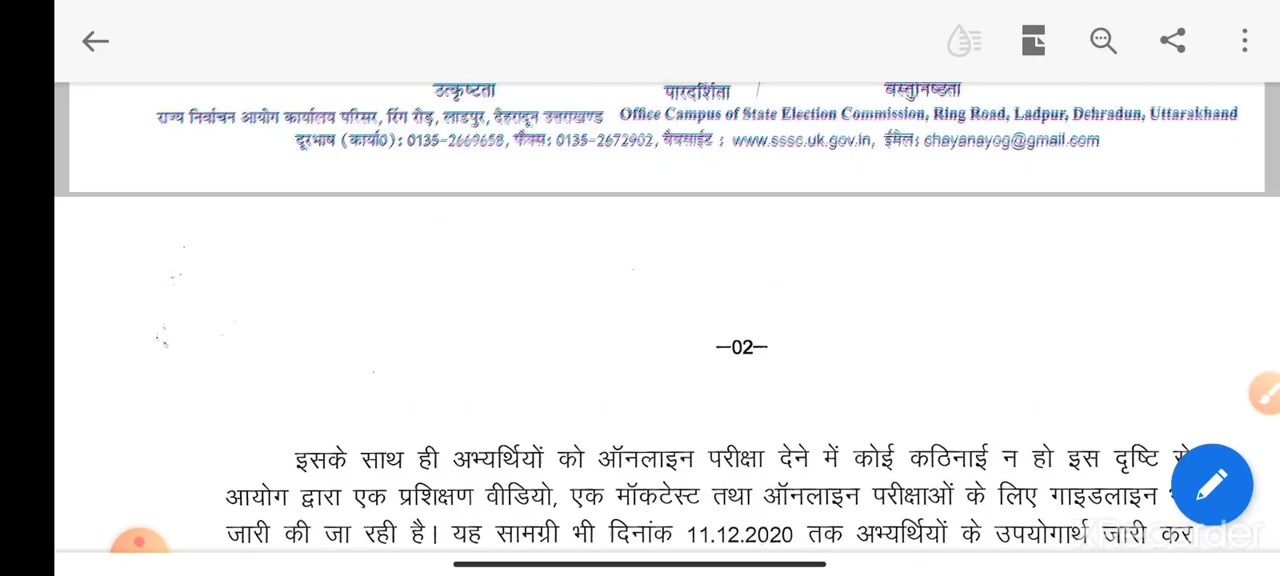 उत्कृष्टता पारदर्शिता वस्तुनिष्ठता
राज्य निर्वाचन आयोग कार्यालय परिसर, रिंग रौड़, लाडपुर, देहरादून उत्तराखण्ड Office Campus of State Election Commission, Ring Road, Ladpur, Dehradun, Uttarakhand
दूरभाष (कार्या0) : 0135-2669658, फैक्सः 0135-2672902, वैबसाईट : www.sssc.uk.gov.in, ईमेल: chayanayog@gmail.com
—02—
इसके साथ ही अभ्यर्थियों को ऑनलाइन परीक्षा देने में कोई कठिनाई न हो इस दृष्टि
आयोग द्वारा एक प्रशिक्षण वीडियो, एक मॉकटेस्ट तथा ऑनलाइन परीक्षाओं के लिए गाइडलाइन
जारी की जा रही है। यह सामग्री भी दिनांक 11.12.2020 तक अभ्यर्थियों के उपयोगार्थ जारी कर
XRecorder